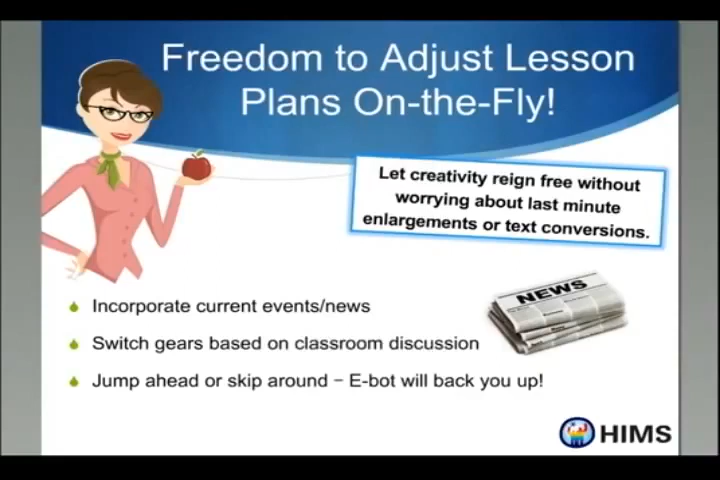 Freedom to Adjust Lesson
Plans On-the-Fly!
Let creativity reign free without
worrying about last minute
enlargements or text conversions.
NEWS
Incorporate current events/news
Switch gears based on classroom discussion
Jump ahead or skip around – E-bot will back you up!
HIMS